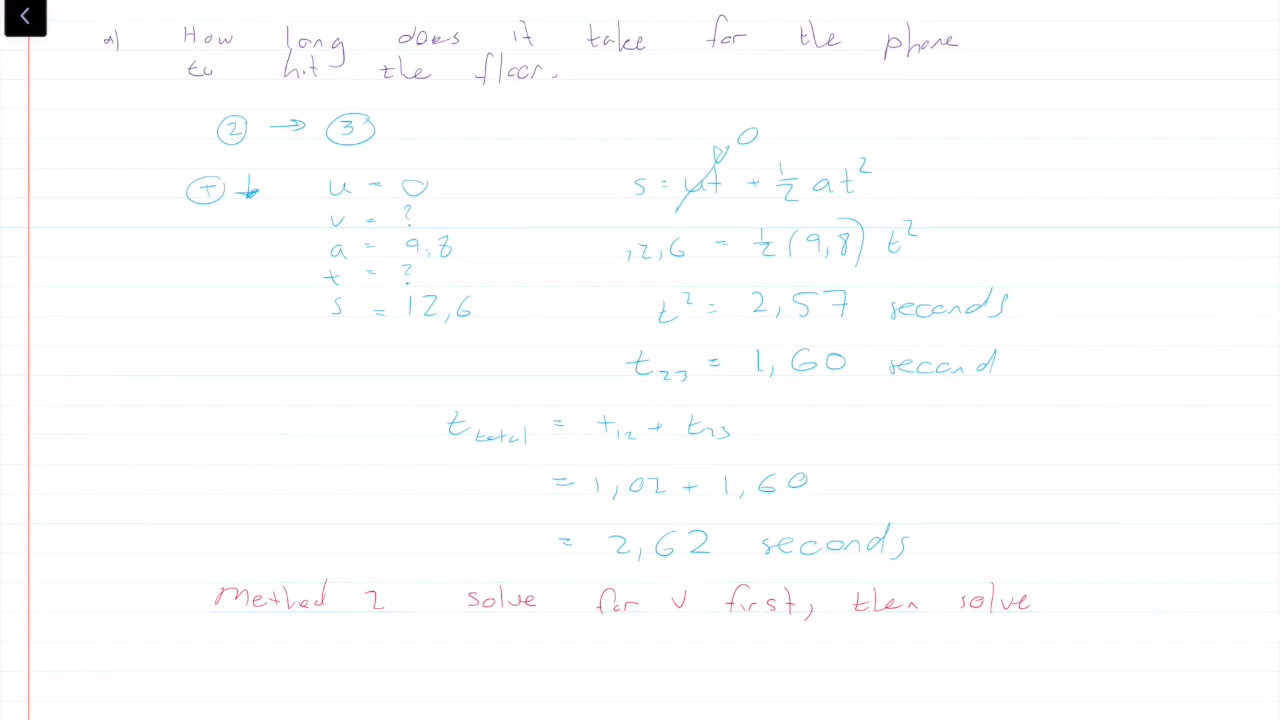 a) How long does it take for the phone
to hit the floor.
② → ③
⊕ ↓
u = 0
v = ?
a = 9,8
t = ?
s = 12,6
s = ut + 1/2 at² 0
12,6 = 1/2 (9,8) t²
t² = 2,57 seconds
t₂₃ = 1,60 second
t total = t₁₂ + t₂₃
= 1,02 + 1,60
= 2,62 seconds
Method 2 solve for v first, then solve